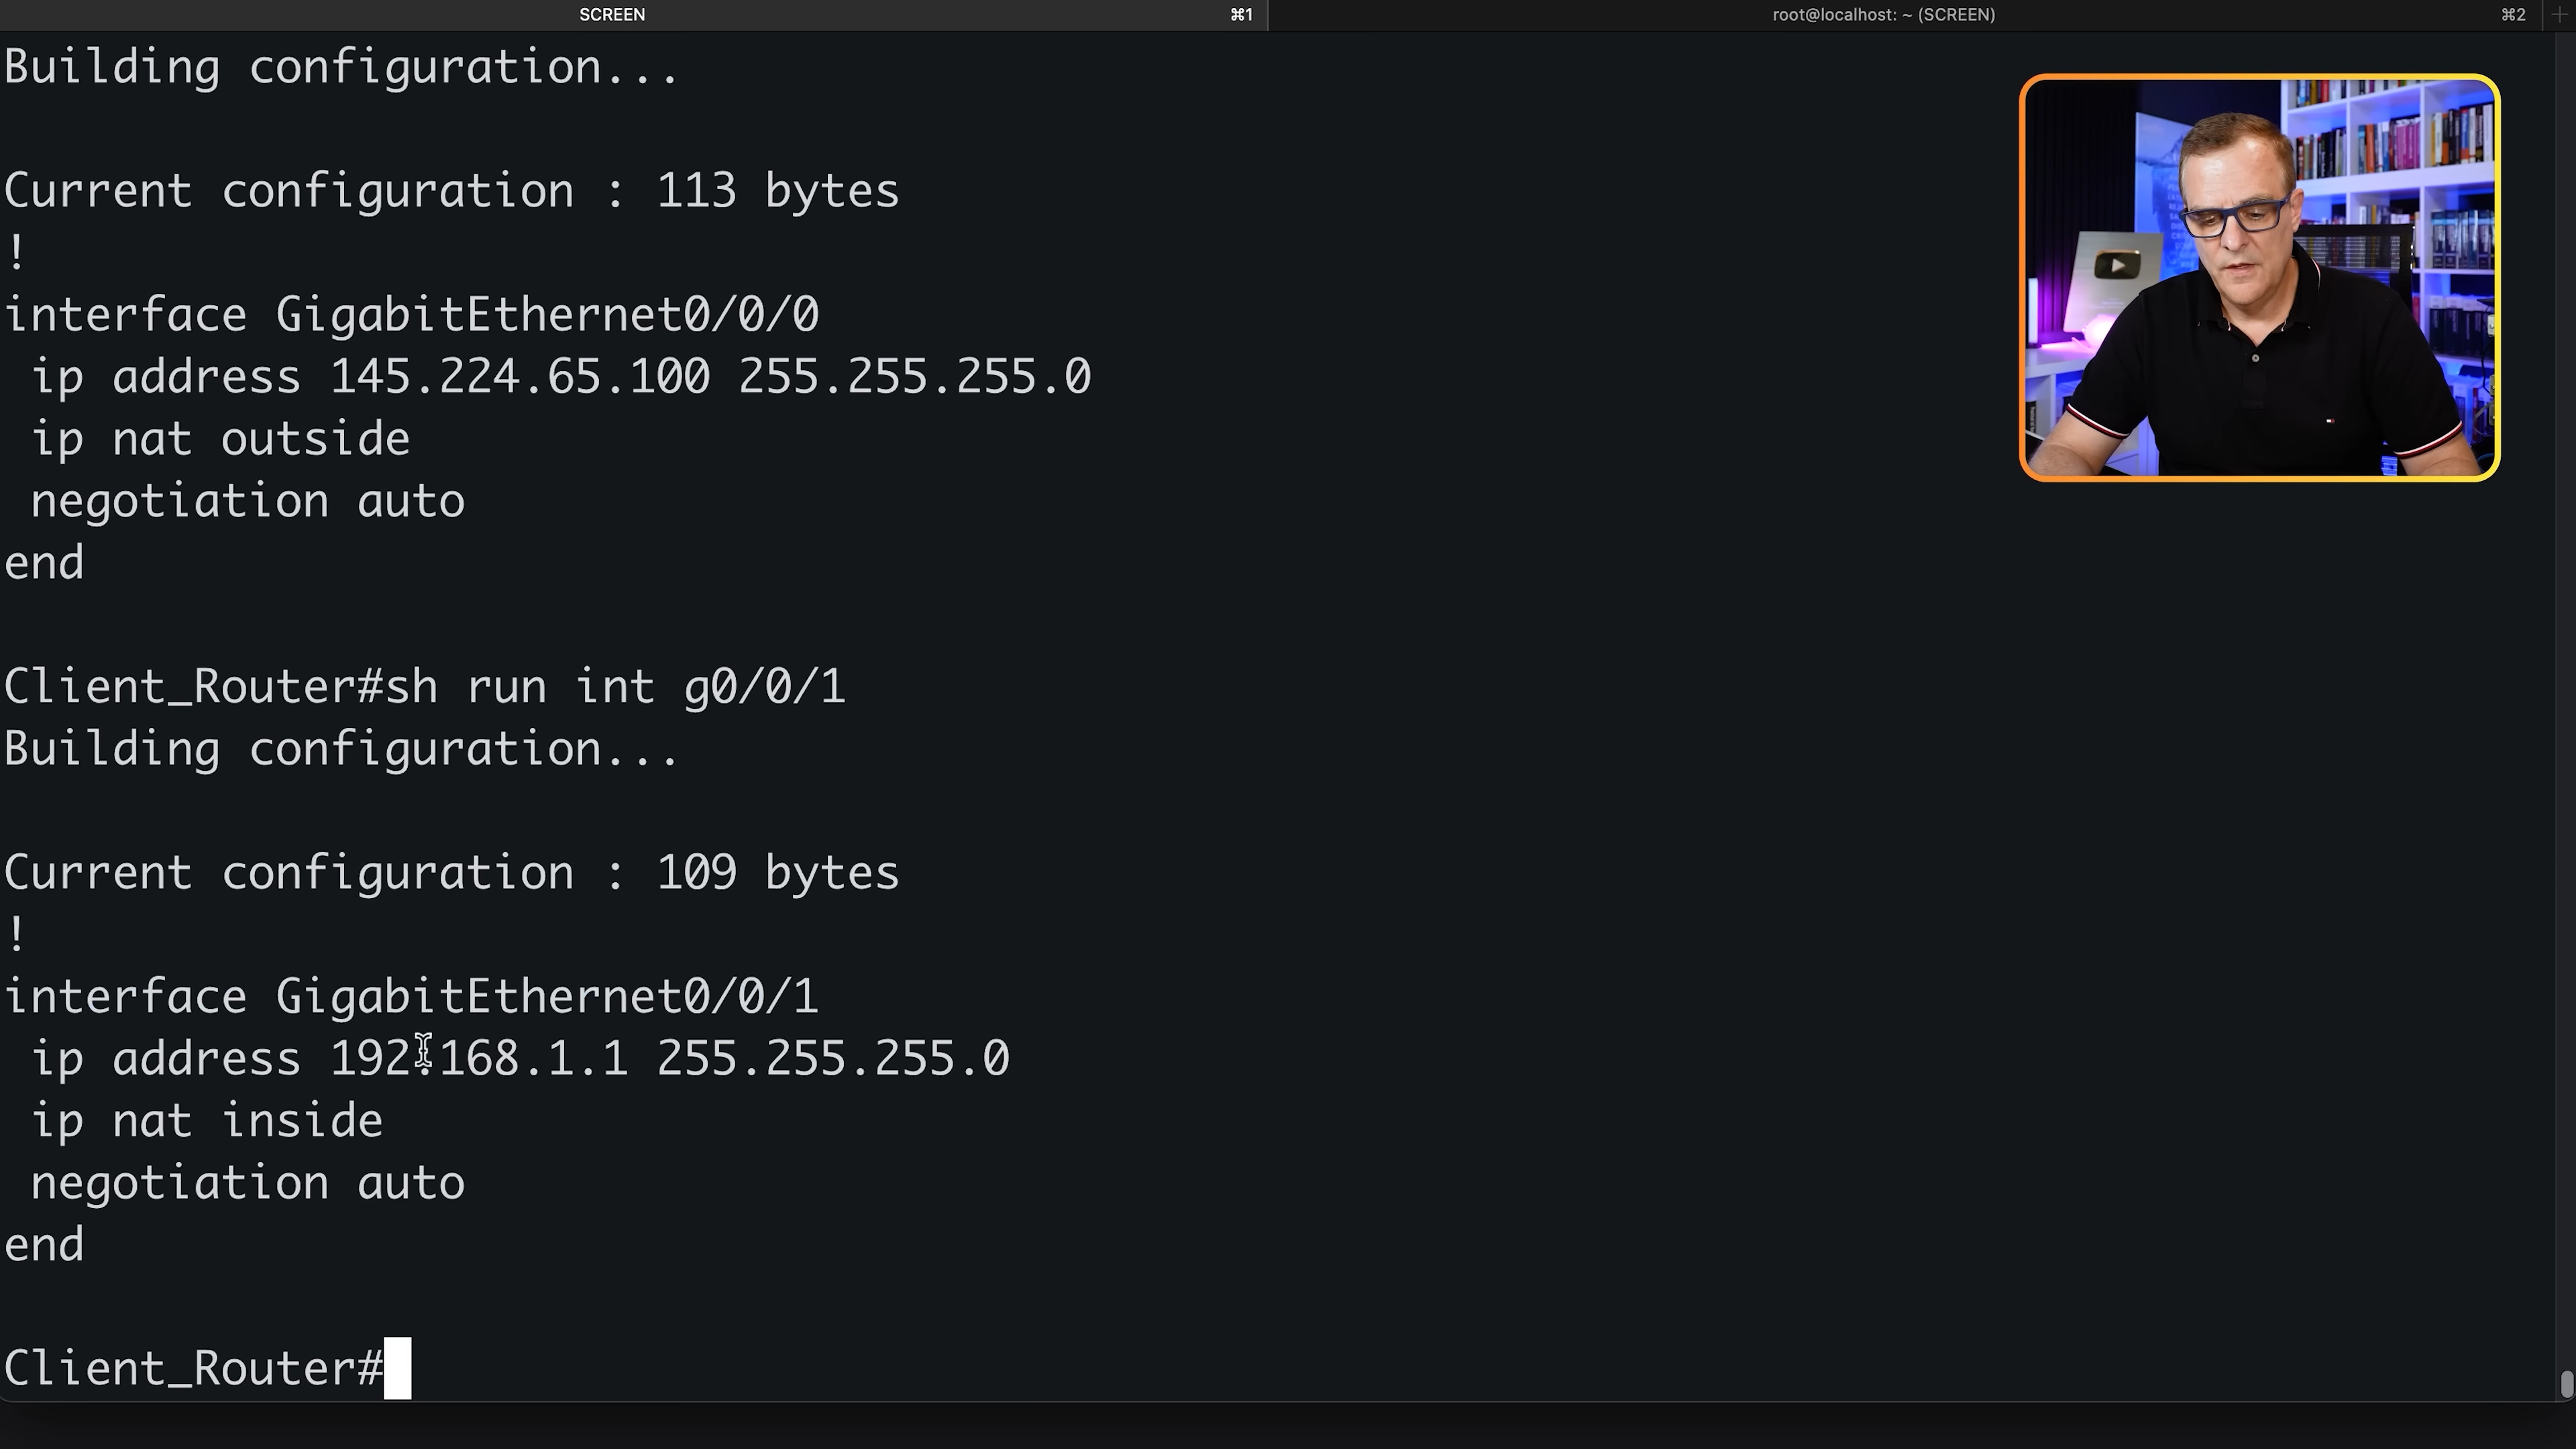 SCREEN ⌘1 root@localhost: ~ (SCREEN) ⌘2
Building configuration...
Current configuration : 113 bytes
!
interface GigabitEthernet0/0/0
ip address 145.224.65.100 255.255.255.0
ip nat outside
negotiation auto
end
Client_Router#sh run int g0/0/1
Building configuration...
Current configuration : 109 bytes
!
interface GigabitEthernet0/0/1
ip address 192.168.1.1 255.255.255.0
ip nat inside
negotiation auto
end
Client_Router#